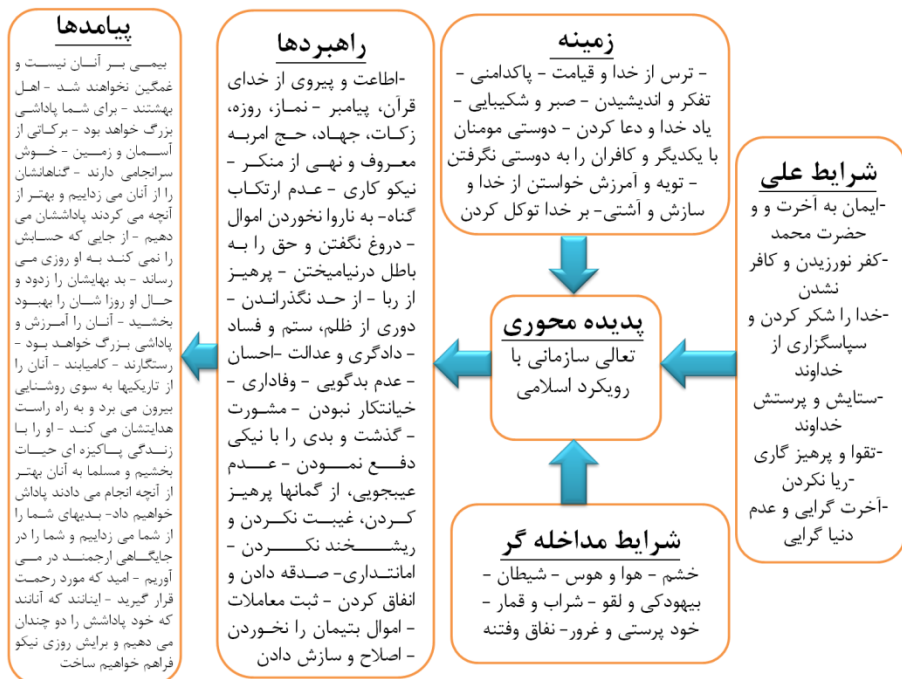 شرایط علی
-ایمان به آخرت و و
حضرت محمد
-کفر نورزیدن و کافر
نشدن
-خدا را شکر کردن و
سپاسگزاری از
خداوند
-ستایش و پرستش
خداوند
-تقوا و پرهیز گاری
-ریا نکردن
-آخرت گرایی و عدم
دنیا گرایی
زمینه
- ترس از خدا و قیامت - پاکدامنی -
تفکر و اندیشیدن - صبر و شکیبایی -
یاد خدا و دعا کردن - دوستی مومنان
با یکدیگر و کافران را به دوستی نگرفتن
- توبه و آمرزش خواستن از خدا و
سازش و آشتی- بر خدا توکل کردن
پدیده محوری
تعالی سازمانی با
رویکرد اسلامی
شرایط مداخله گر
خشم - هوا و هوس - شیطان -
بیهودکی و لقو - شراب و قمار -
خود پرستی و غرور- نفاق وفتنه
راهبردها
-اطاعت و پیروی از خدای
قرآن، پیامبر - نماز، روزه،
زکات، جهاد، حج امربه
معروف و نهی از منکر -
نیکو کاری - عدم ارتکاب
گناه- به ناروا نخوردن اموال
- دروغ نگفتن و حق را به
باطل درنیامیختن - پرهیز
از ربا - از حد نگذراندن -
دوری از ظلم، ستم و فساد
- دادگری و عدالت -احسان
- عدم بدگویی - وفاداری -
خیانتکار نبودن - مشورت
- گذشت و بدی را با نیکی
دفع نمودن - عدم
عیبجویی، از گمانها پرهیز
کردن، غیبت نکردن و
ریشخند نکردن -
امانتداری- صدقه دادن و
انفاق کردن - ثبت معاملات
- اموال بتیمان را نخوردن
- اصلاح و سازش دادن
پیامدها
بیمی بر آنان نیست و
غمگین نخواهند شد - اهل
بهشتند - برای شما پاداشی
بزرگ خواهد بود - برکاتی از
آسمان و زمین - خوش
سرانجامی دارند - گناهانشان
را از آنان می زداییم و بهتر از
آنچه می کردند پاداششان می
دهیم - از جایی که حسابش
را نمی کند به او روزی می
رساند - بد بهایشان را زدود و
حال او روزا شان را بهبود
بخشید - آنان را آمرزش و
پاداشی بزرگ خواهد بود -
رستگارند - کامیابند - آنان را
از تاریکیها به سوی روشنایی
بیرون می برد و به راه راست
هدایتشان می کند - او را با
زندگی پاکیزه ای حیات
بخشیم و مسلما به آنان بهتر
از آنچه انجام می دادند پاداش
خواهیم داد- بدیهای شما را
از شما می زداییم و شما را در
جایگاهی ارجمند در می
آوریم - امید که مورد رحمت
قرار گیرید - اینانند که آنانند
که خود پاداشش را دو چندان
می دهیم و برایش روزی نیکو
فراهم خواهیم ساخت